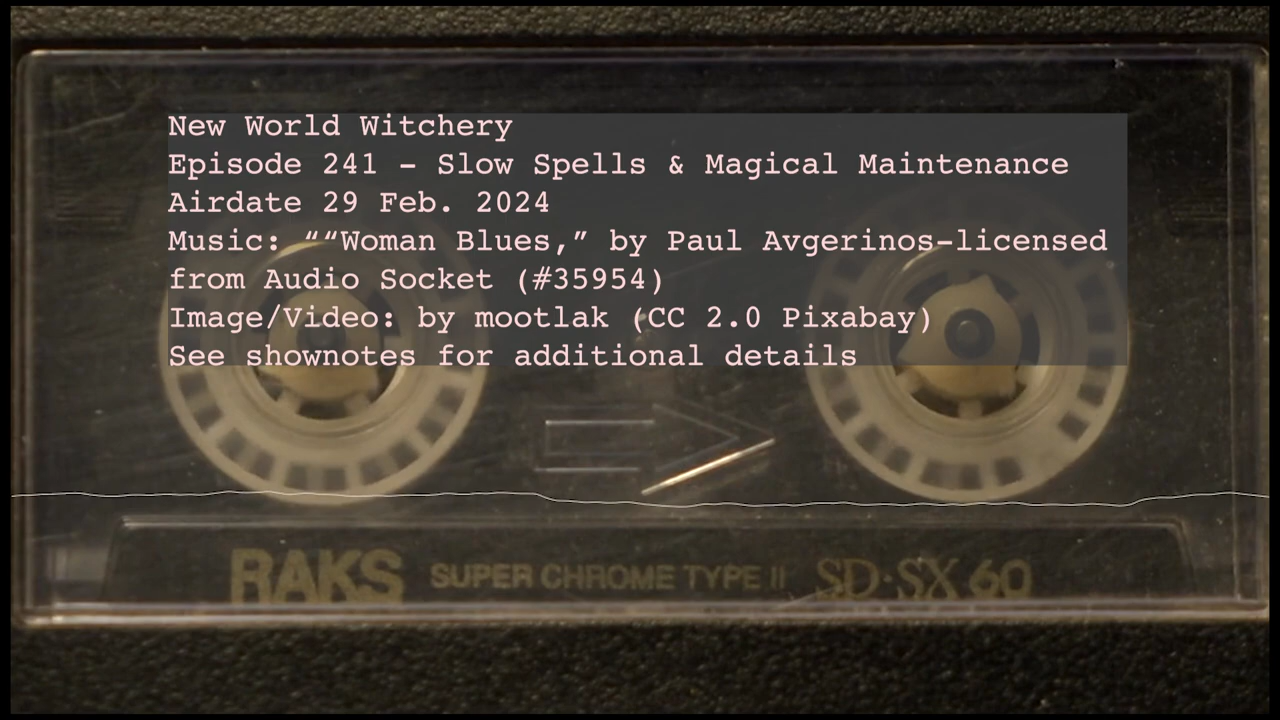 New World Witchery
Episode 241 – Slow Spells & Magical Maintenance
Airdate 29 Feb. 2024
Music: ““Woman Blues,” by Paul Avgerinos–licensed
from Audio Socket (#35954)
Image/Video: by mootlak (CC 2.0 Pixabay)
See shownotes for additional details
RAKS SUPER CHROME TYPE II SD·SX 60